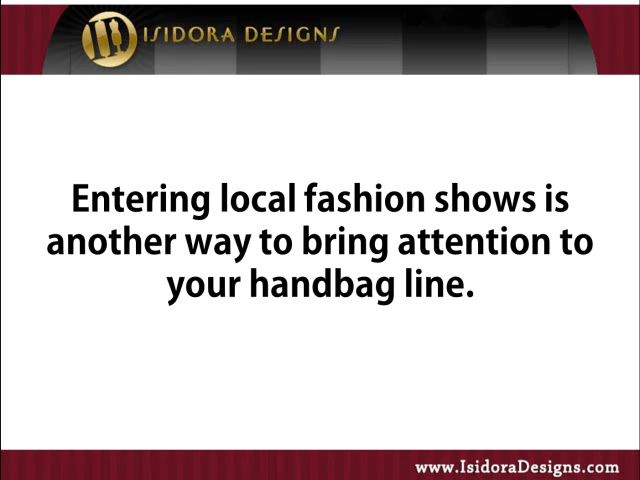 ISIDORA DESIGNS
Entering local fashion shows is
another way to bring attention to
your handbag line.
www.IsidoraDesigns.com